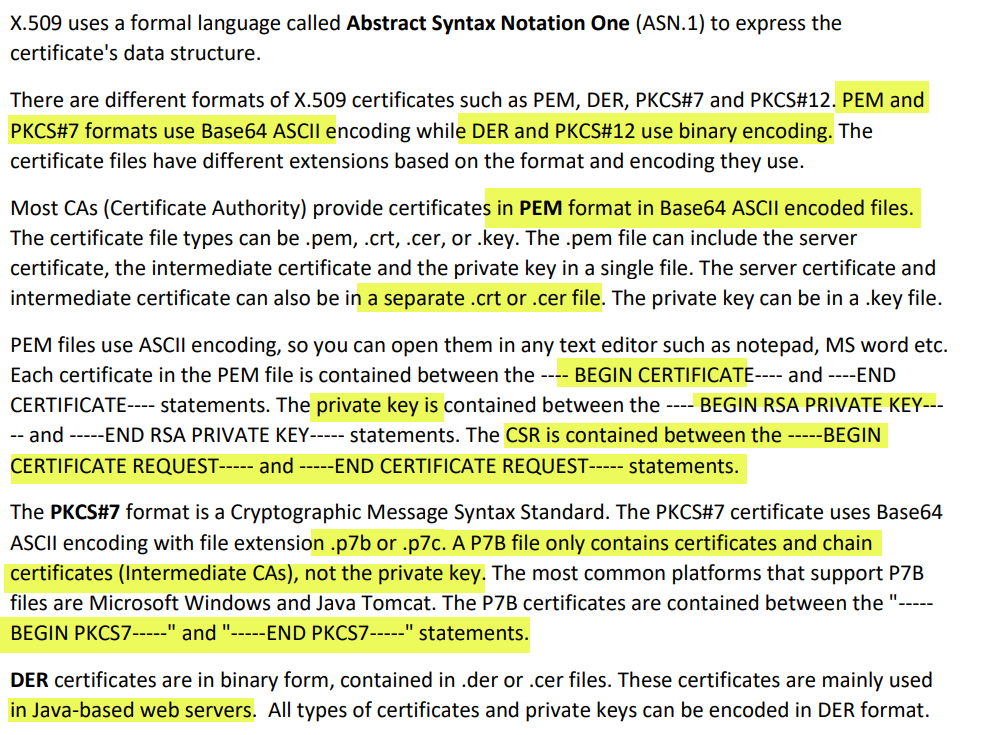 X.509 uses a formal language called Abstract Syntax Notation One (ASN.1) to express the
certificate's data structure.
There are different formats of X.509 certificates such as PEM, DER, PKCS#7 and PKCS#12. PEM and
PKCS#7 formats use Base64 ASCII encoding while DER and PKCS#12 use binary encoding. The
certificate files have different extensions based on the format and encoding they use.
Most CAs (Certificate Authority) provide certificates in PEM format in Base64 ASCII encoded files.
The certificate file types can be .pem, .crt, .cer, or .key. The .pem file can include the server
certificate, the intermediate certificate and the private key in a single file. The server certificate and
intermediate certificate can also be in a separate .crt or .cer file. The private key can be in a .key file.
PEM files use ASCII encoding, so you can open them in any text editor such as notepad, MS word etc.
Each certificate in the PEM file is contained between the ---- BEGIN CERTIFICATE---- and ----END
CERTIFICATE---- statements. The private key is contained between the ---- BEGIN RSA PRIVATE KEY---
-- and -----END RSA PRIVATE KEY----- statements. The CSR is contained between the -----BEGIN
CERTIFICATE REQUEST----- and -----END CERTIFICATE REQUEST----- statements.
The PKCS#7 format is a Cryptographic Message Syntax Standard. The PKCS#7 certificate uses Base64
ASCII encoding with file extension .p7b or .p7c. A P7B file only contains certificates and chain
certificates (Intermediate CAs), not the private key. The most common platforms that support P7B
files are Microsoft Windows and Java Tomcat. The P7B certificates are contained between the "-----
BEGIN PKCS7-----" and "-----END PKCS7-----" statements.
DER certificates are in binary form, contained in .der or .cer files. These certificates are mainly used
in Java-based web servers.  All types of certificates and private keys can be encoded in DER format.